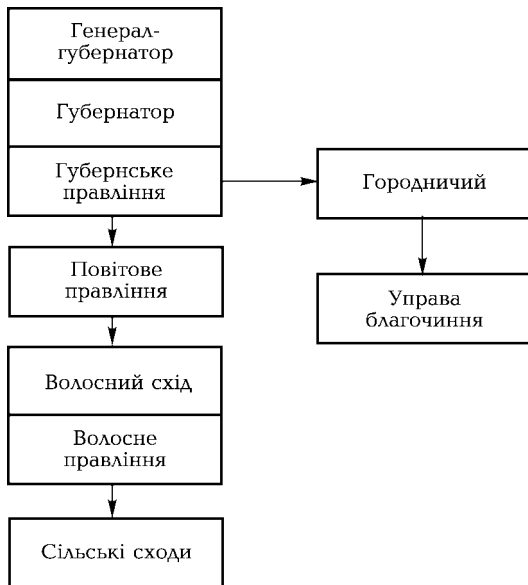 Генерал-
губернатор
Губернатор
Губернське
правління
Городничий
Повітове
правління
Управа
благочиння
Волосний схід
Волосне
правління
Сільські сходи